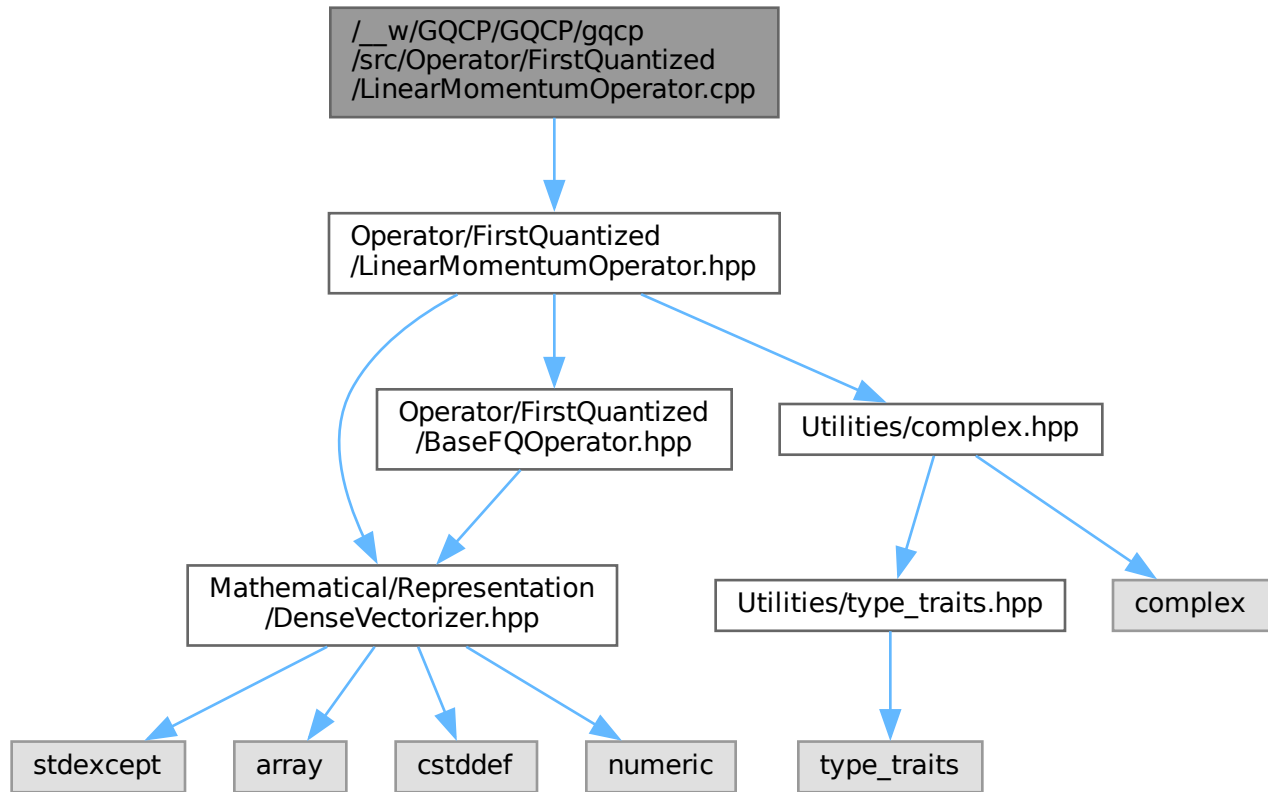 /__w/GQCP/GQCP/gqcp
/src/Operator/FirstQuantized
/LinearMomentumOperator.cpp
Operator/FirstQuantized
/LinearMomentumOperator.hpp
Operator/FirstQuantized
/BaseFQOperator.hpp
Utilities/complex.hpp
Mathematical/Representation
/DenseVectorizer.hpp
Utilities/type_traits.hpp
complex
stdexcept
array
cstddef
numeric
type_traits